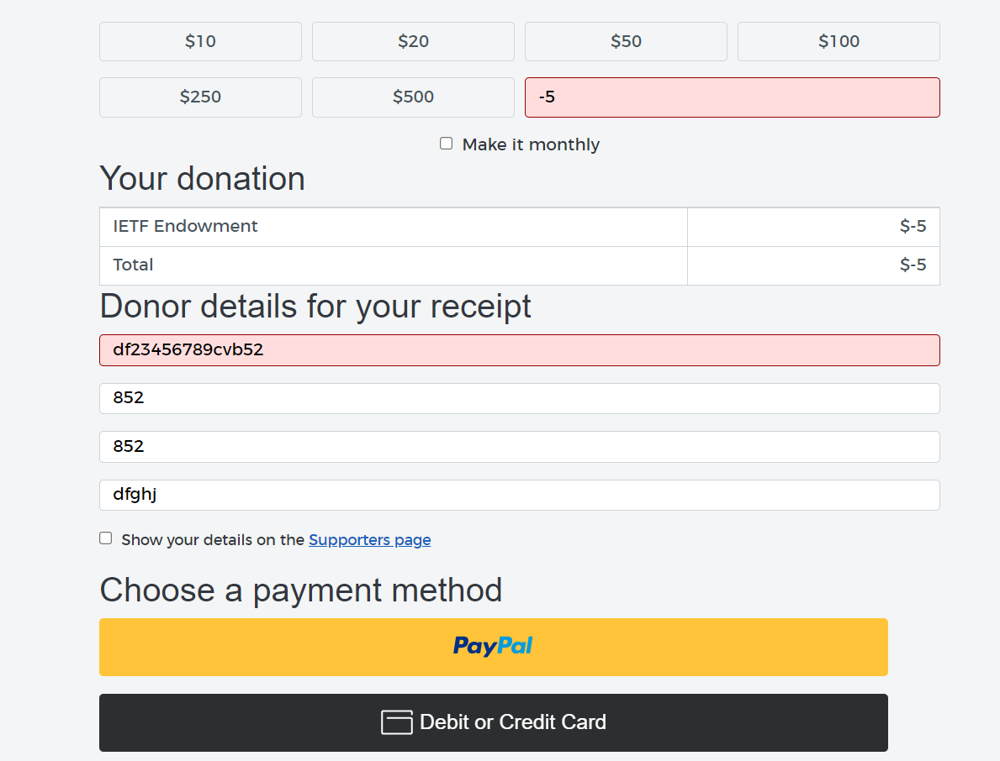 $10 $20 $50 $100
$250 $500 -5
Make it monthly
Your donation
IETF Endowment $-5
Total $-5
Donor details for your receipt
df23456789cvb52
852
852
dfghj
Show your details on the Supporters page
Choose a payment method
PayPal
Debit or Credit Card